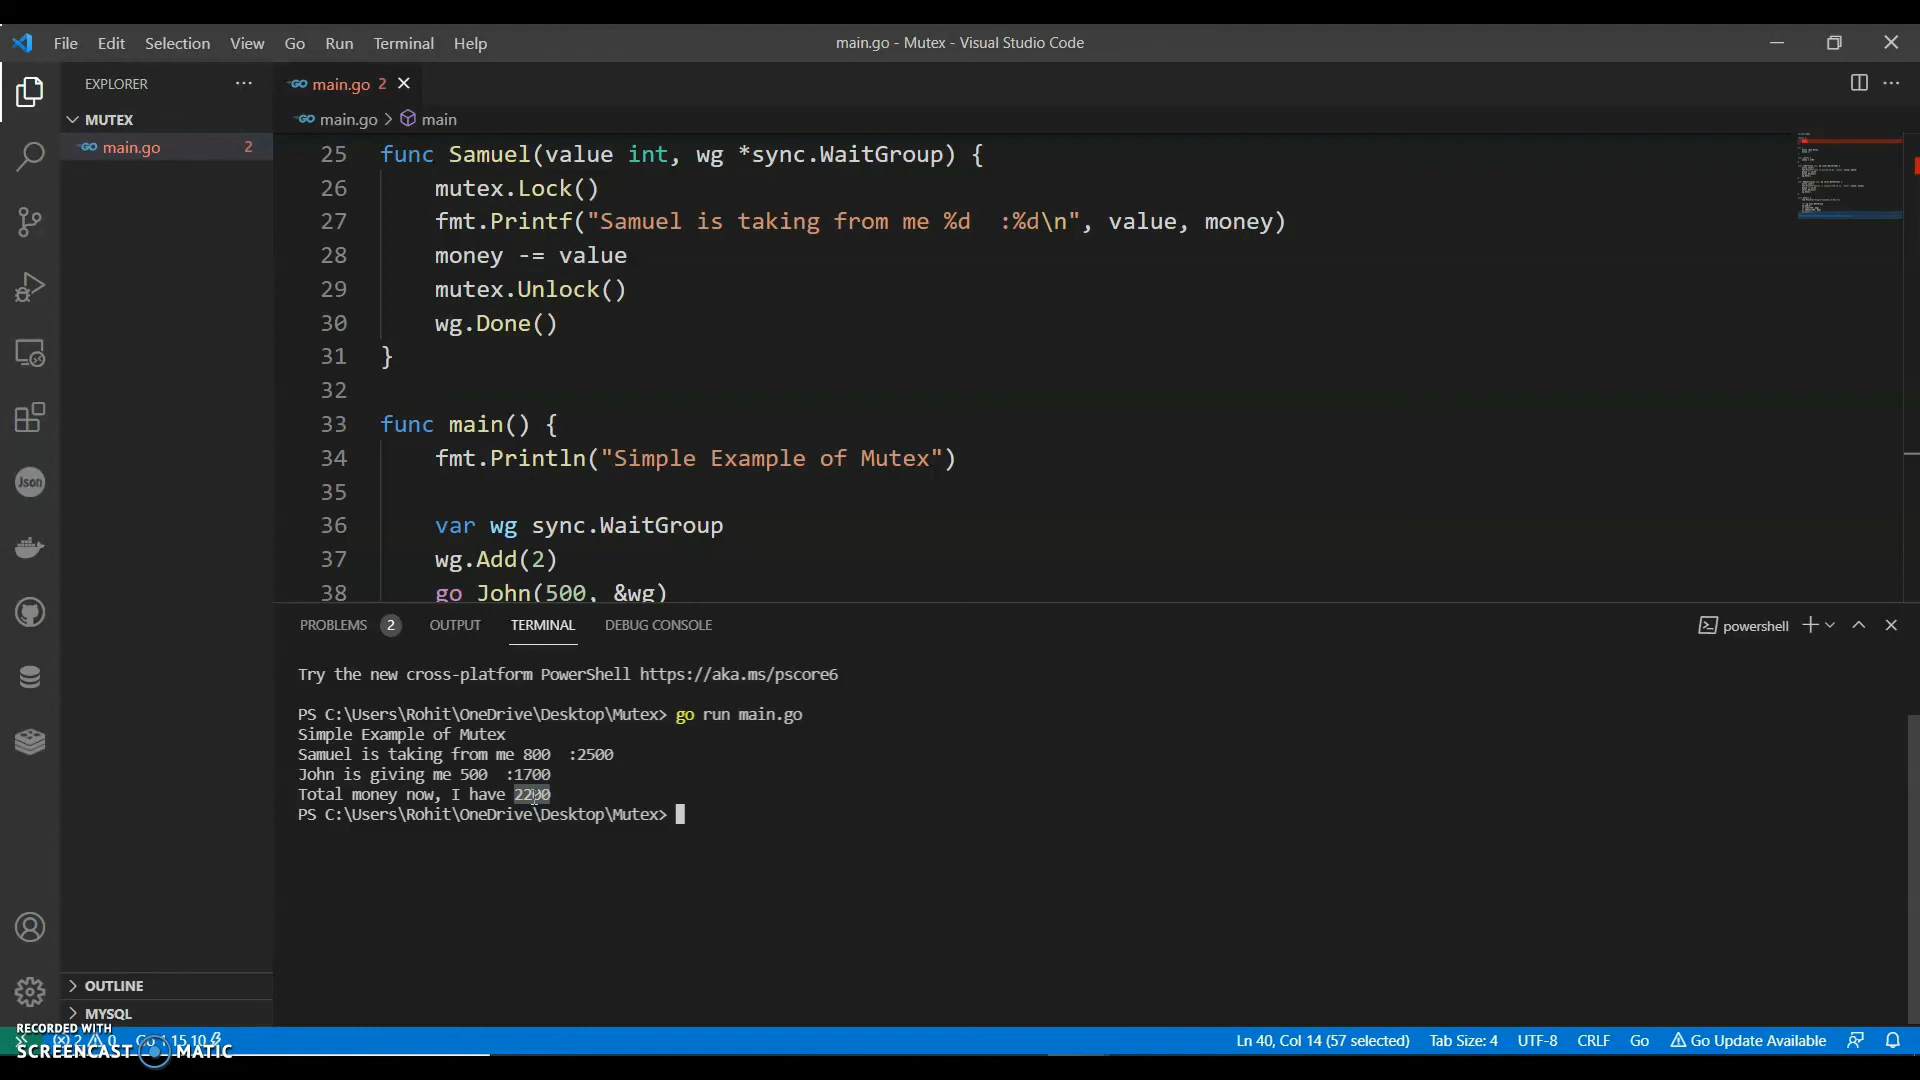 File Edit Selection View Go Run Terminal Help
main.go - Mutex - Visual Studio Code
EXPLORER
MUTEX
main.go 2
main.go 2
main.go > main
25 func Samuel(value int, wg *sync.WaitGroup) {
26 mutex.Lock()
27 fmt.Printf("Samuel is taking from me %d  :%d\n", value, money)
28 money -= value
29 mutex.Unlock()
30 wg.Done()
31 }
32
33 func main() {
34 fmt.Println("Simple Example of Mutex")
35
36 var wg sync.WaitGroup
37 wg.Add(2)
38 go John(500, &wg)
Json
PROBLEMS 2 OUTPUT TERMINAL DEBUG CONSOLE
powershell
Try the new cross-platform PowerShell https://aka.ms/pscore6
PS C:\Users\Rohit\OneDrive\Desktop\Mutex> go run main.go
Simple Example of Mutex
Samuel is taking from me 800  :2500
John is giving me 500  :1700
Total money now, I have 2200
PS C:\Users\Rohit\OneDrive\Desktop\Mutex>
OUTLINE
MYSQL
RECORDED WITH
SCREENCAST MATIC
2 0 Go 1.15.10
Ln 40, Col 14 (57 selected) Tab Size: 4 UTF-8 CRLF Go Go Update Available